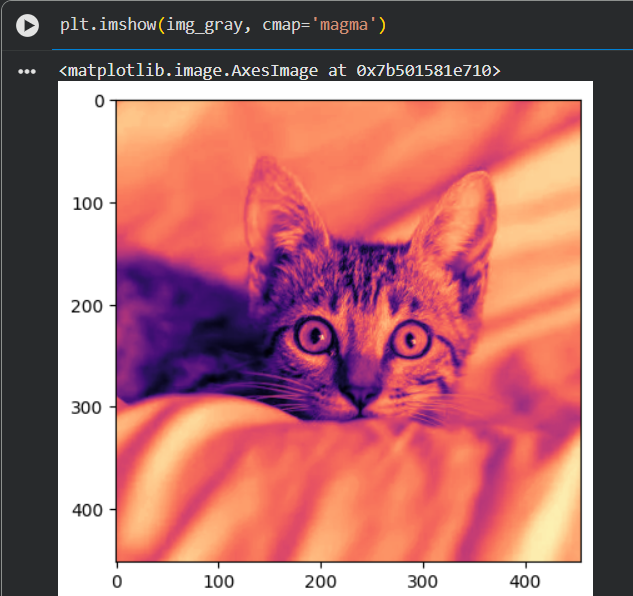 plt.imshow(img_gray, cmap='magma')
<matplotlib.image.AxesImage at 0x7b501581e710>
0
100
200
300
400
0 100 200 300 400